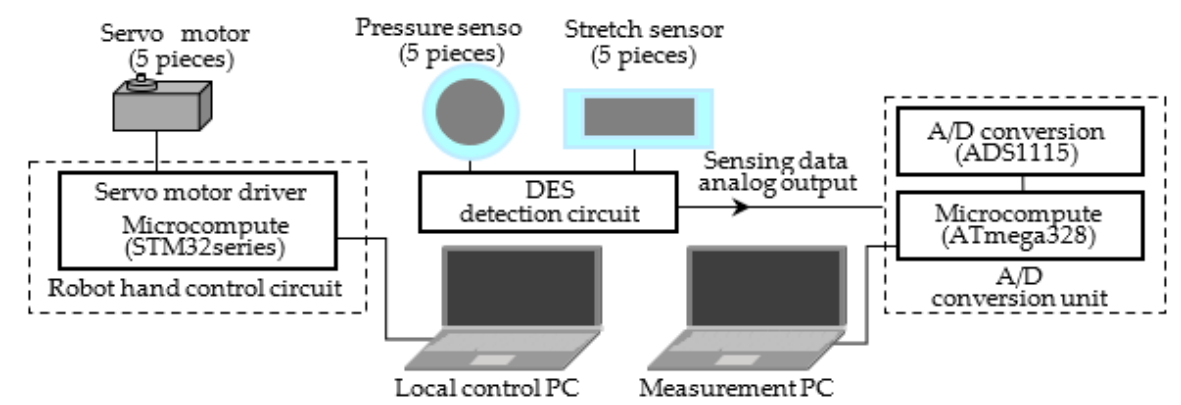 Servo motor
(5 pieces)
Pressure senso
(5 pieces)
Stretch sensor
(5 pieces)
Servo motor driver
Microcompute
(STM32series)
Robot hand control circuit
DES
detection circuit
Sensing data
analog output
A/D conversion
(ADS1115)
Microcompute
(ATmega328)
A/D
conversion unit
Local control PC
Measurement PC